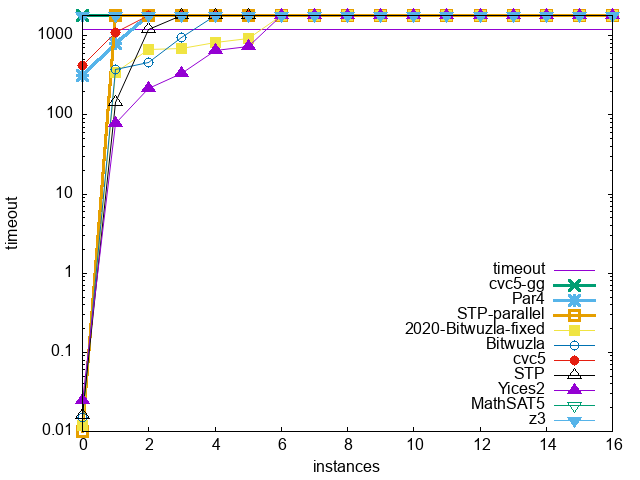 1000
100
10
1
0.1
0.01
timeout
0
2
4
6
8
10
12
14
16
instances
timeout
cvc5-gg
Par4
STP-parallel
2020-Bitwuzla-fixed
Bitwuzla
cvc5
STP
Yices2
MathSAT5
z3